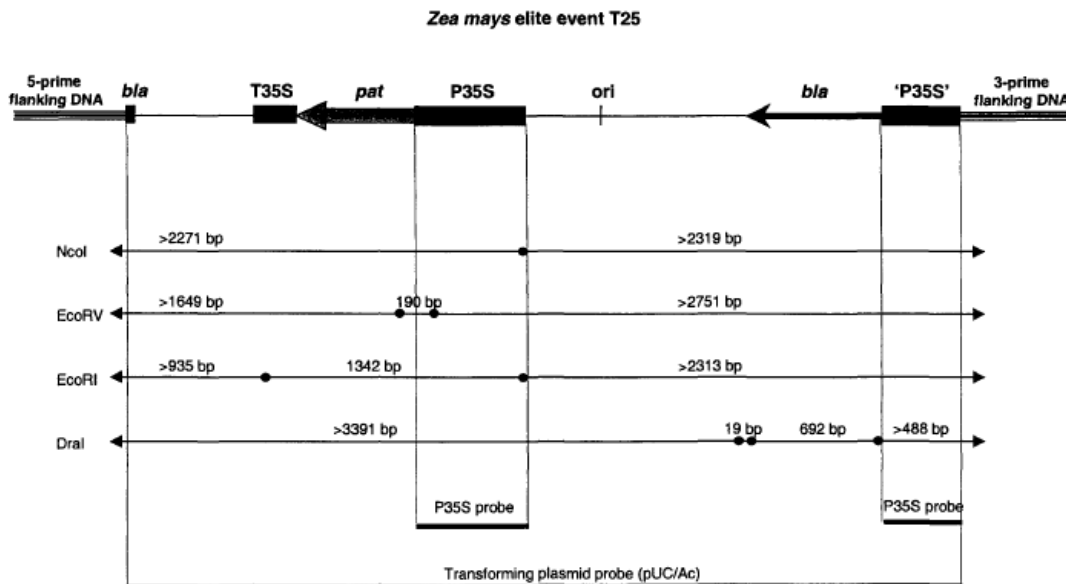 Zea mays elite event T25
5-prime flanking DNA
bla
T35S
pat
P35S
ori
bla
'P35S'
3-prime flanking DNA
NcoI
>2271 bp
>2319 bp
EcoRV
>1649 bp
190 bp
>2751 bp
EcoRI
>935 bp
1342 bp
>2313 bp
DraI
>3391 bp
19 bp
692 bp
>488 bp
P35S probe
P35S probe
Transforming plasmid probe (pUC/Ac)